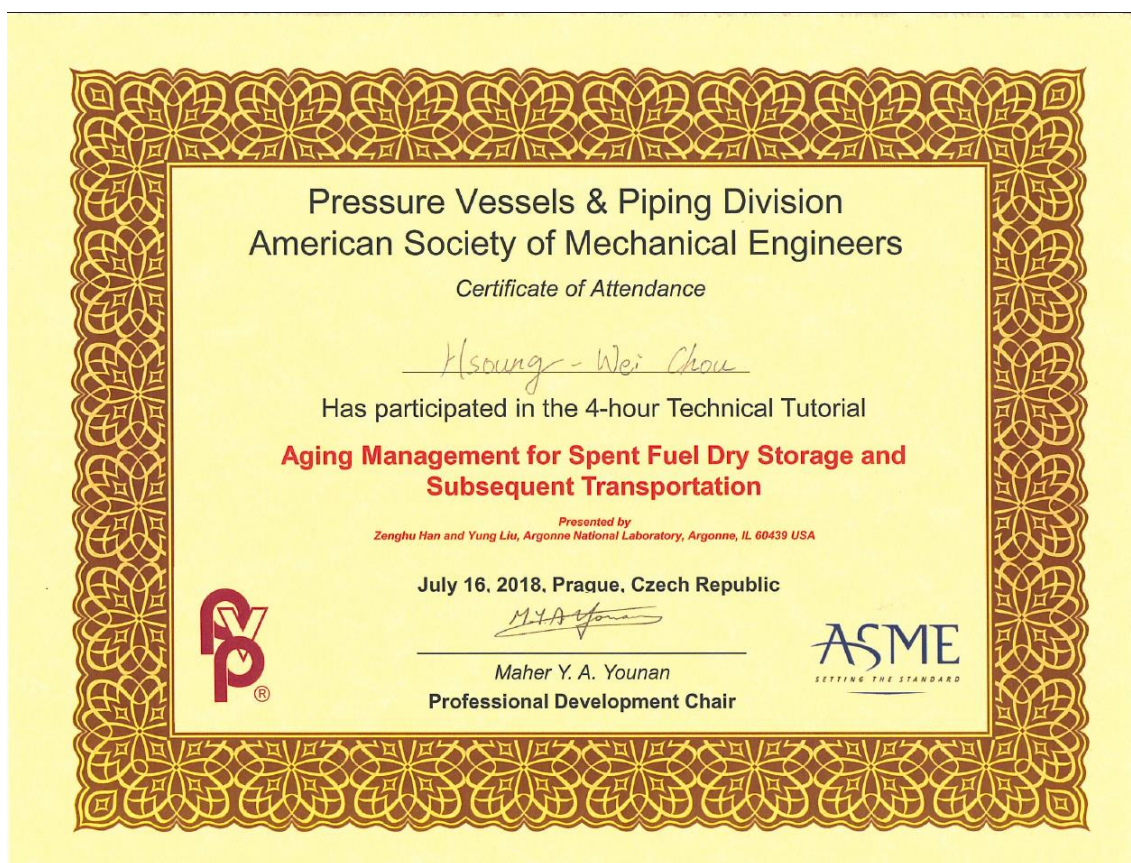 Pressure Vessels & Piping Division
American Society of Mechanical Engineers
Certificate of Attendance
Hsoung-Wei Chou
Has participated in the 4-hour Technical Tutorial
Aging Management for Spent Fuel Dry Storage and
Subsequent Transportation
Presented by
Zenghu Han and Yung Liu, Argonne National Laboratory, Argonne, IL 60439 USA
July 16, 2018, Prague, Czech Republic
M.Y.A Younan
Maher Y. A. Younan
Professional Development Chair
PVP®
ASME
SETTING THE STANDARD